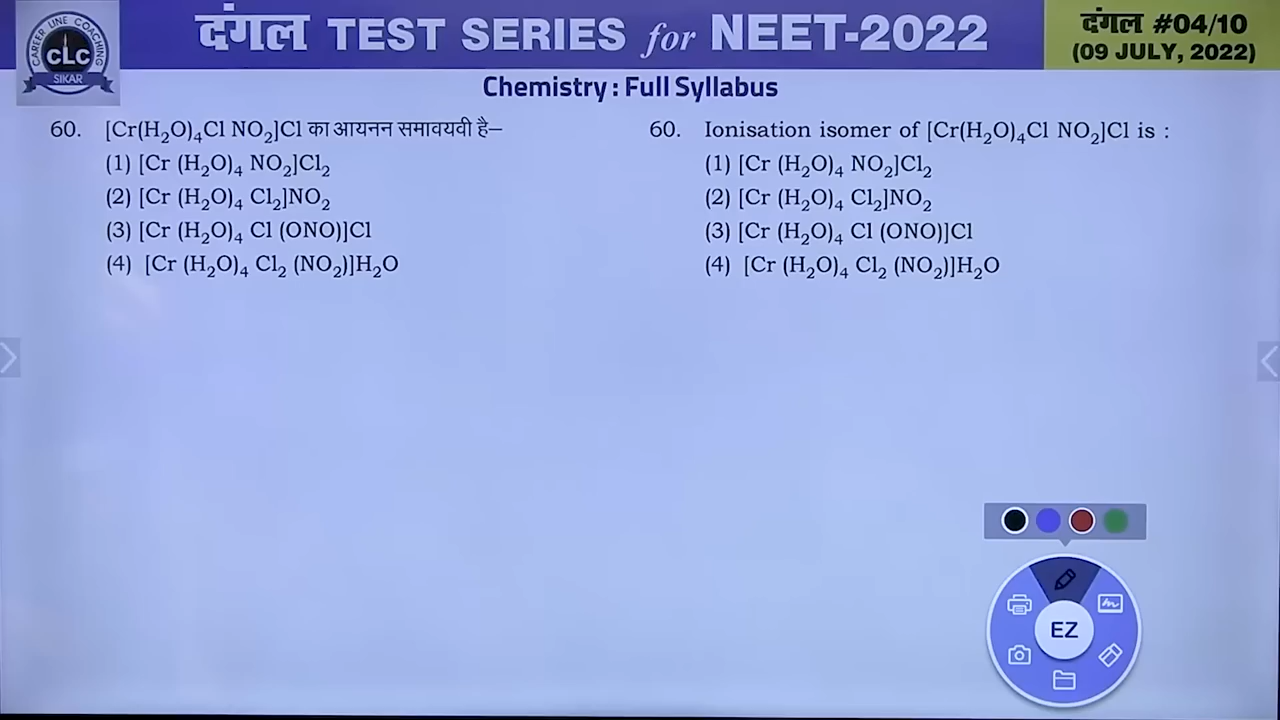 CAREER LINE COACHING
CLC
SIKAR
दंगल TEST SERIES for NEET-2022
दंगल #04/10
(09 JULY, 2022)
Chemistry : Full Syllabus
60. [Cr(H₂O)₄Cl NO₂]Cl का आयनन समावयवी है–
(1) [Cr (H₂O)₄ NO₂]Cl₂
(2) [Cr (H₂O)₄ Cl₂]NO₂
(3) [Cr (H₂O)₄ Cl (ONO)]Cl
(4) [Cr (H₂O)₄ Cl₂ (NO₂)]H₂O
60. Ionisation isomer of [Cr(H₂O)₄Cl NO₂]Cl is :
(1) [Cr (H₂O)₄ NO₂]Cl₂
(2) [Cr (H₂O)₄ Cl₂]NO₂
(3) [Cr (H₂O)₄ Cl (ONO)]Cl
(4) [Cr (H₂O)₄ Cl₂ (NO₂)]H₂O
EZ